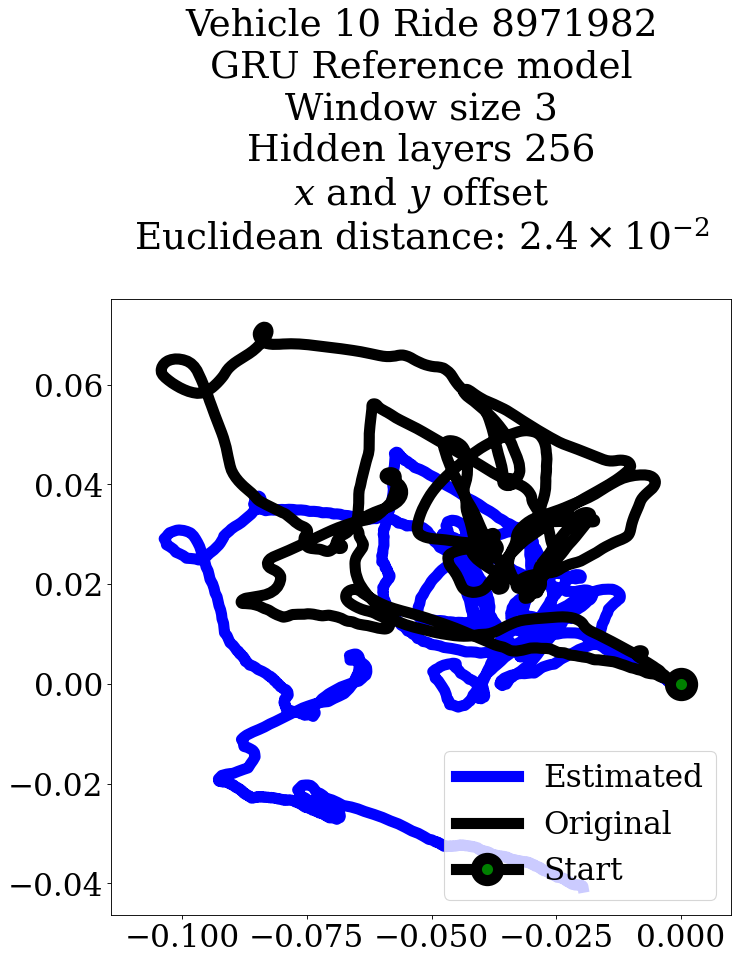 Vehicle 10 Ride 8971982
GRU Reference model
Window size 3
Hidden layers 256
x and y offset
Euclidean distance: 2.4 × 10⁻²
0.06
0.04
0.02
0.00
−0.02
−0.04
Estimated
Original
Start
−0.100 −0.075 −0.050 −0.025 0.000